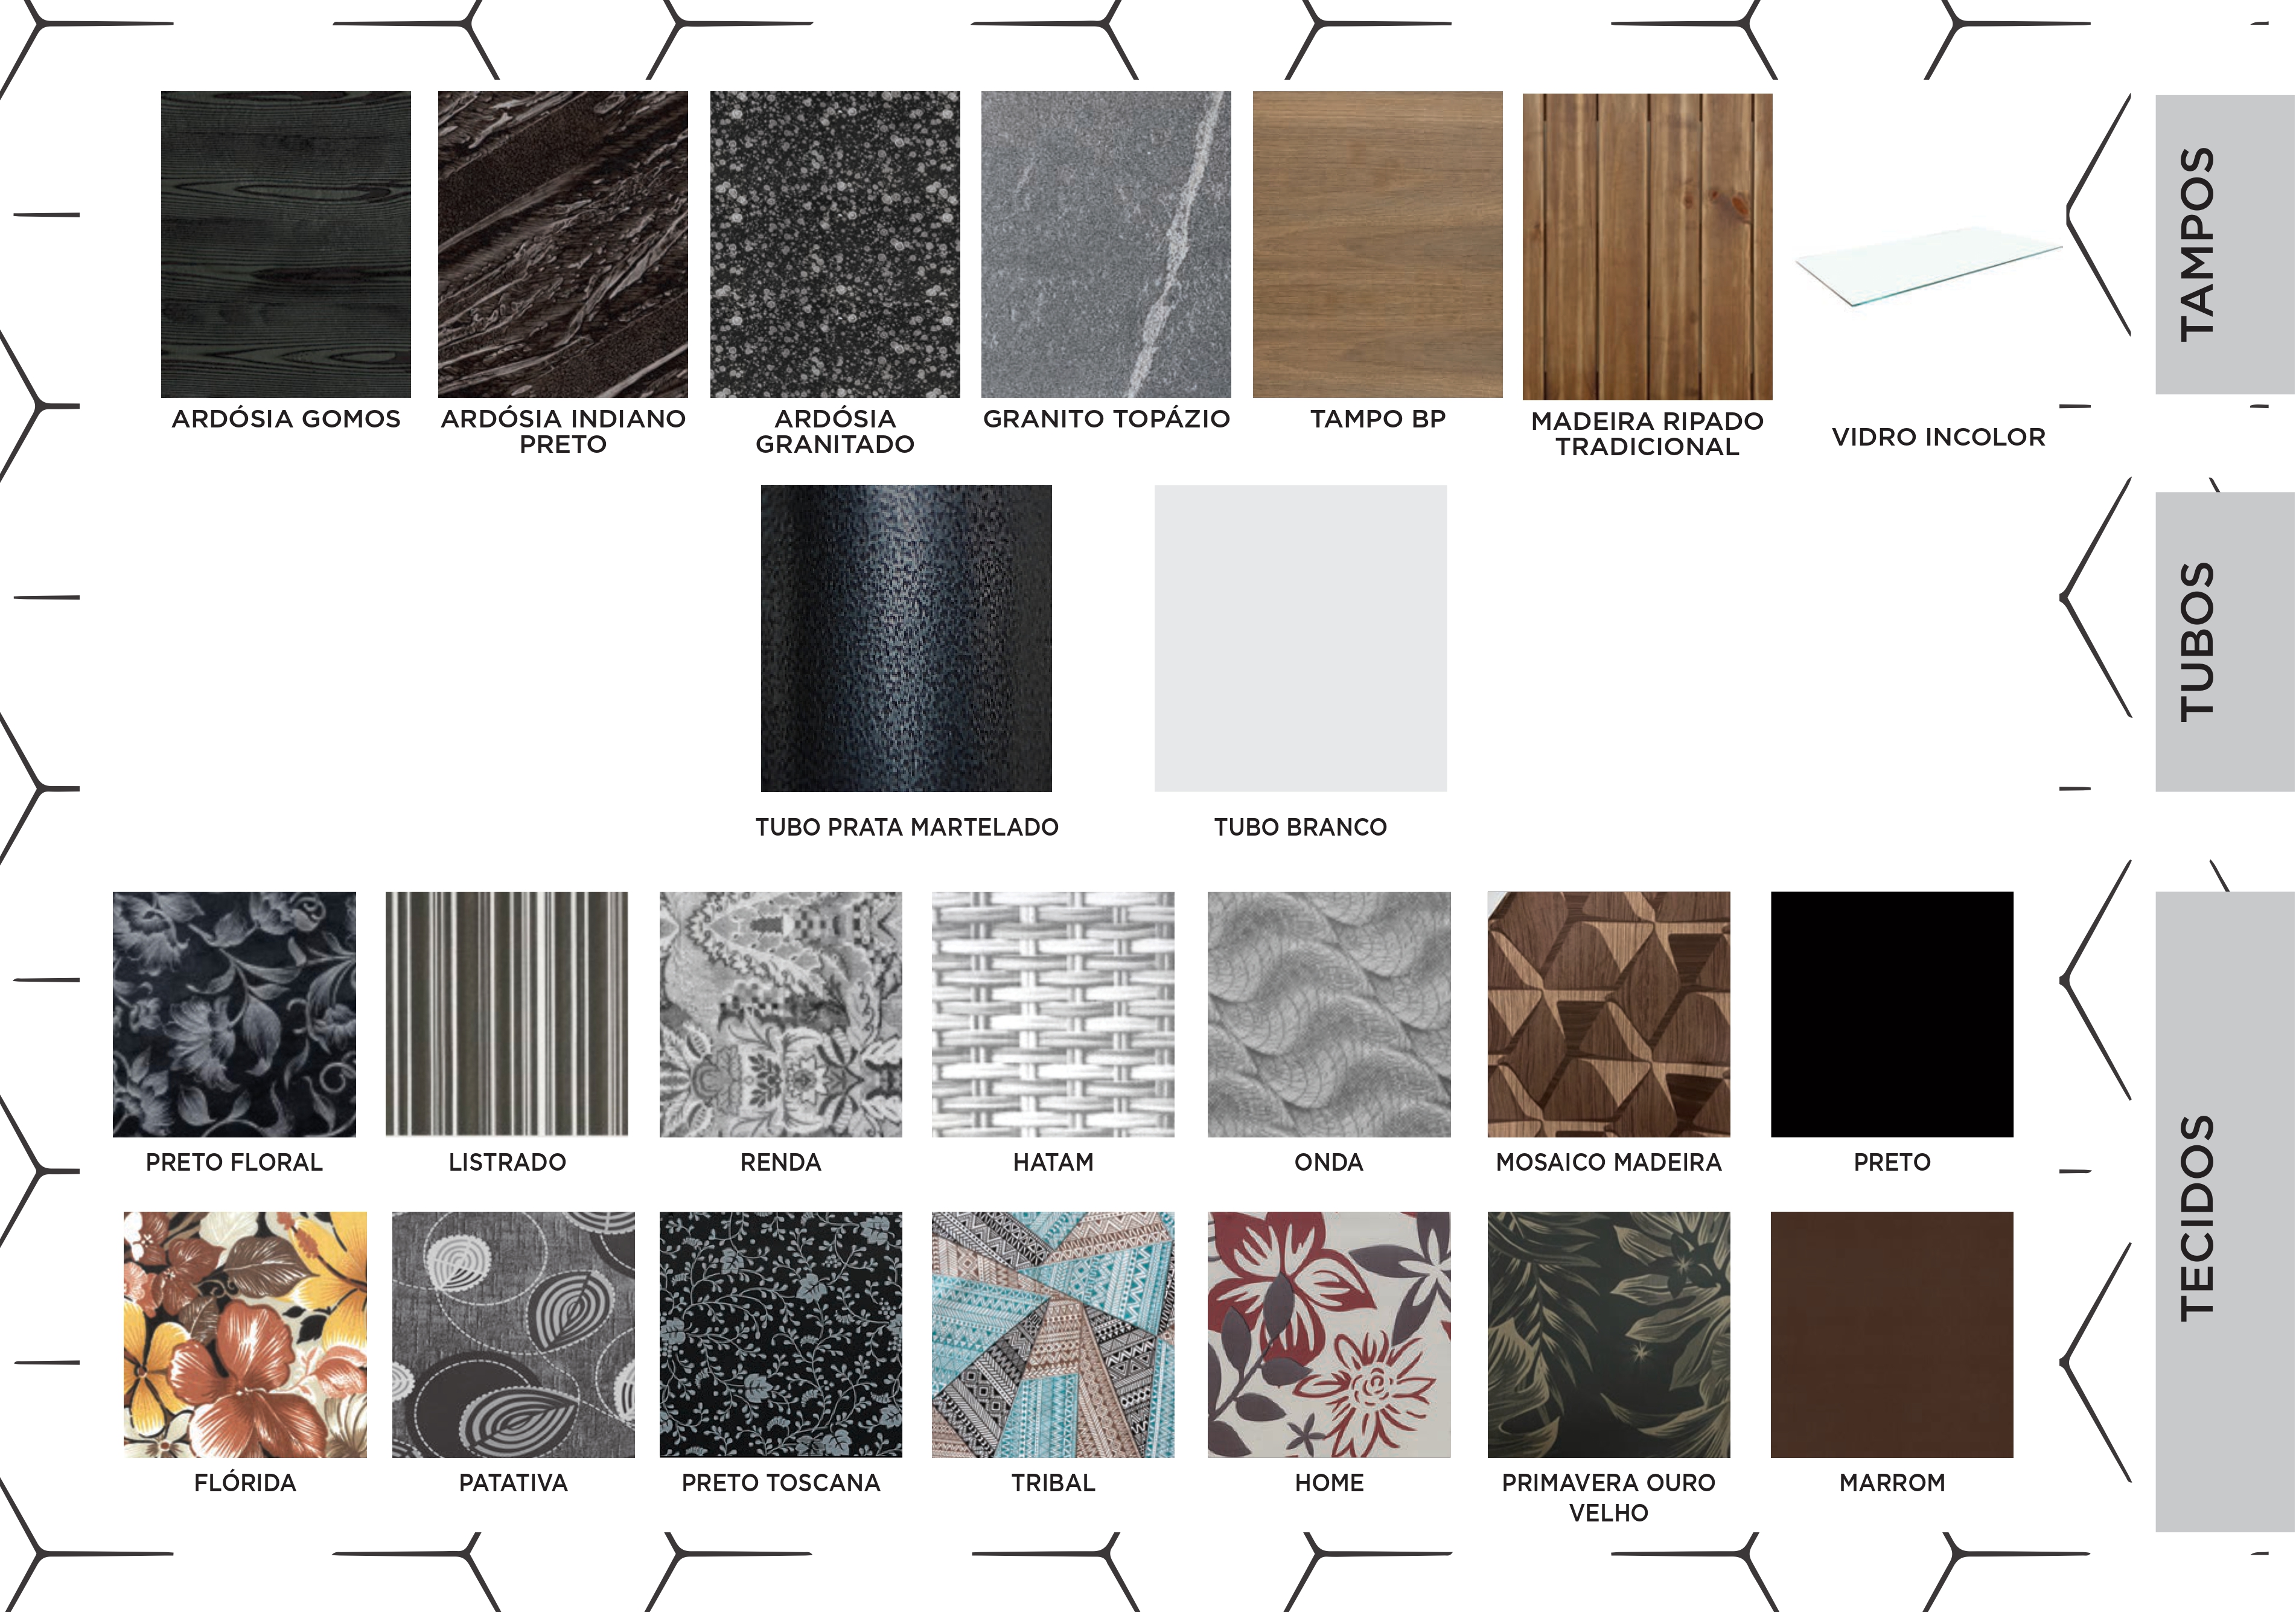 TAMPOS
ARDÓSIA GOMOS
ARDÓSIA INDIANO
PRETO
ARDÓSIA
GRANITADO
GRANITO TOPÁZIO
TAMPO BP
MADEIRA RIPADO
TRADICIONAL
VIDRO INCOLOR
TUBOS
TUBO PRATA MARTELADO
TUBO BRANCO
TECIDOS
PRETO FLORAL
LISTRADO
RENDA
HATAM
ONDA
MOSAICO MADEIRA
PRETO
FLÓRIDA
PATATIVA
PRETO TOSCANA
TRIBAL
HOME
PRIMAVERA OURO
VELHO
MARROM